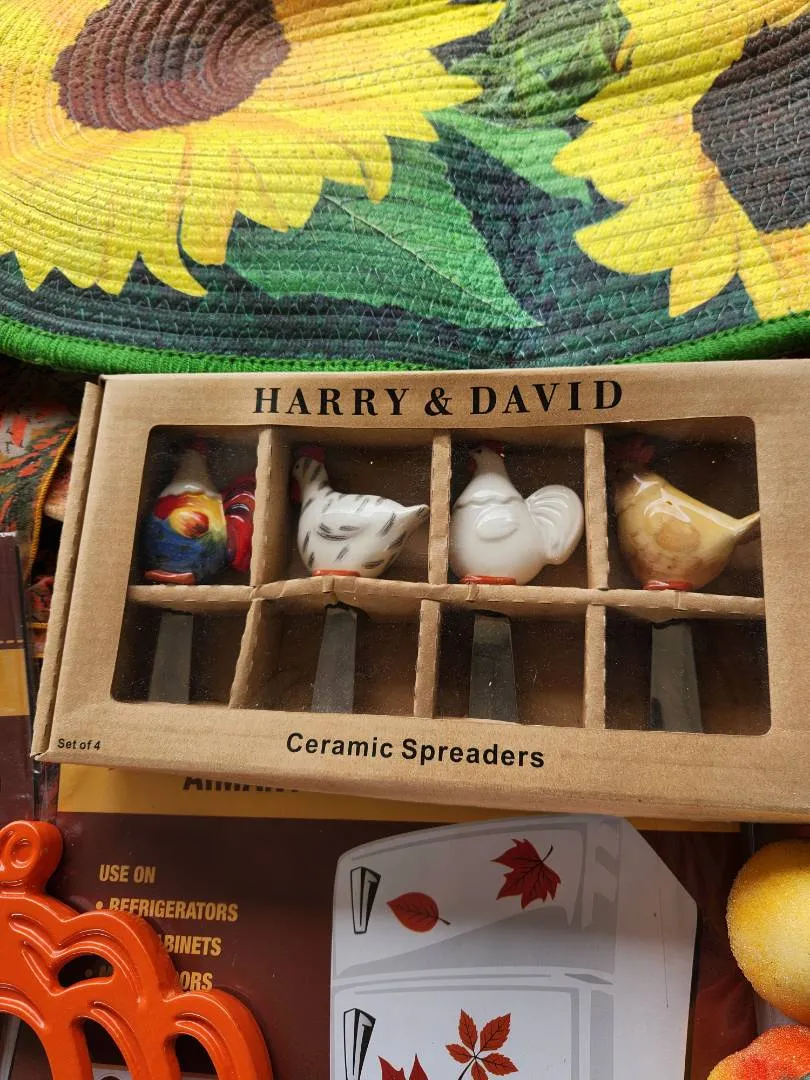 HARRY & DAVID
Set of 4
Ceramic Spreaders
USE ON
• REFRIGERATORS